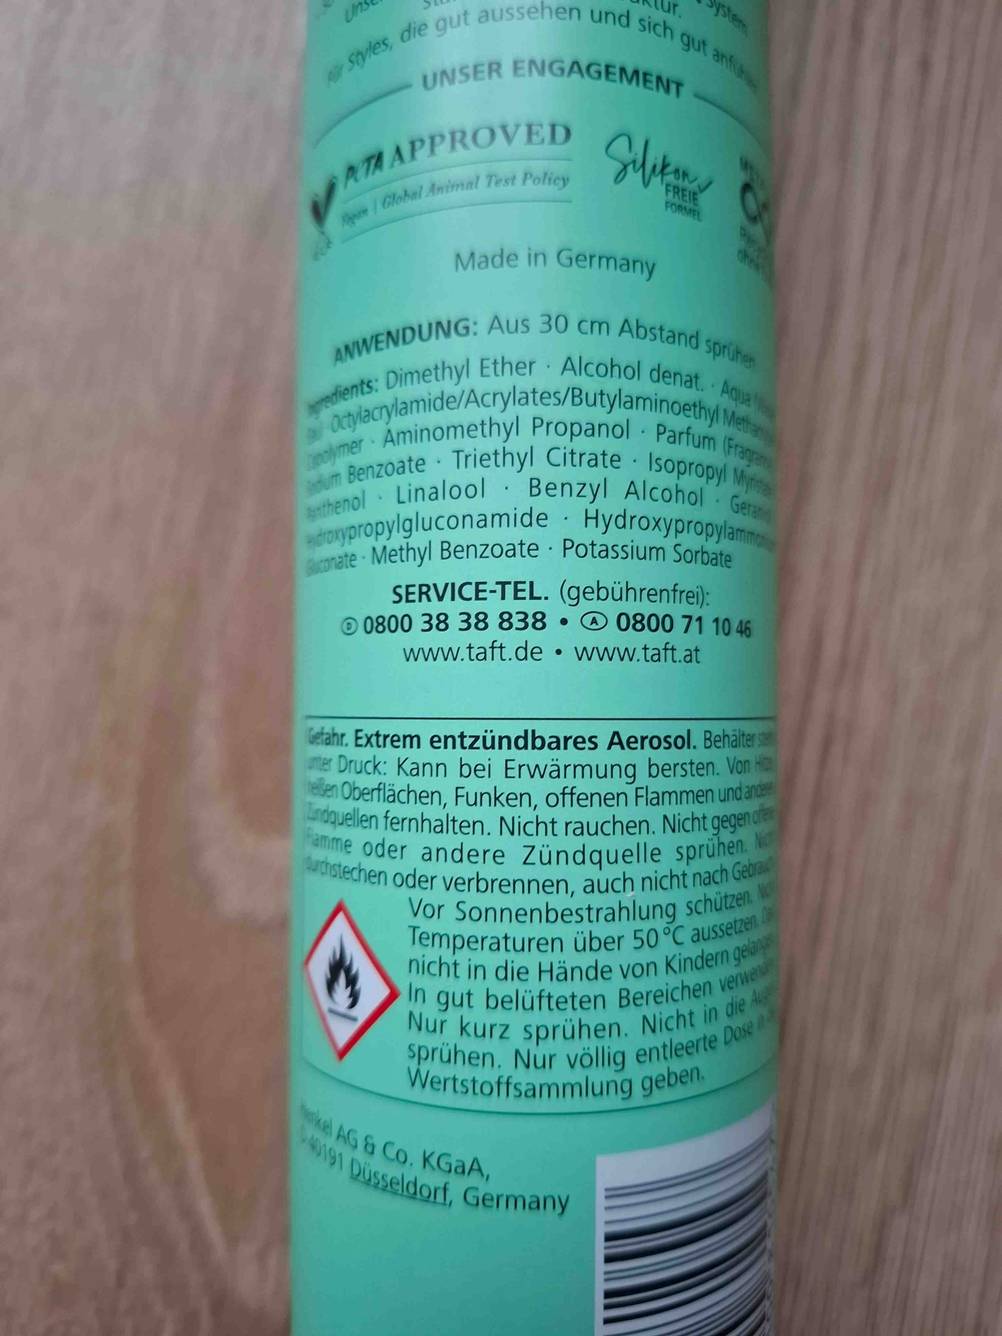 für Styles, die gut aussehen und sich gut
UNSER ENGAGEMENT
PETA APPROVED
Vegan | Global Animal Test Policy
Silikon
FREIE
FORMEL
Made in Germany
ANWENDUNG: Aus 30 cm Abstand sprühen
Ingredients: Dimethyl Ether · Alcohol denat. · Aqua
Octylacrylamide/Acrylates/Butylaminoethyl
Copolymer · Aminomethyl Propanol · Parfum
Sodium Benzoate · Triethyl Citrate · Isopropyl
Panthenol · Linalool · Benzyl Alcohol ·
Hydroxypropylgluconamide ·
Gluconate · Methyl Benzoate · Potassium Sorbate
SERVICE-TEL. (gebührenfrei):
Ⓓ 0800 38 38 838 • Ⓐ 0800 71 10 46
www.taft.de • www.taft.at
Gefahr. Extrem entzündbares Aerosol. Behälter
unter Druck: Kann bei Erwärmung bersten. Von
heißen Oberflächen, Funken, offenen Flammen und anderen
Zündquellen fernhalten. Nicht rauchen. Nicht gegen offene
Flamme oder andere Zündquelle sprühen.
durchstechen oder verbrennen, auch nicht nach Gebrauch
Vor Sonnenbestrahlung schützen.
Temperaturen über 50 °C aussetzen.
nicht in die Hände von Kindern gelangen
In gut belüfteten Bereichen verwenden
Nur kurz sprühen. Nicht in die
sprühen. Nur völlig entleerte Dose
Wertstoffsammlung geben.
Henkel AG & Co. KGaA,
D-40191 Düsseldorf, Germany